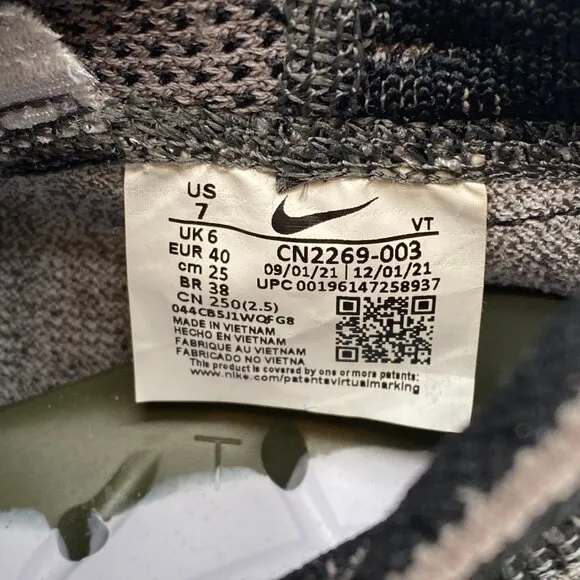 US
7
UK 6
EUR 40
cm 25
BR 38
CN 250(2.5)
VT
CN2269-003
09/01/21 | 12/01/21
UPC 00196147258937
044CB5J1WQFG8
MADE IN VIETNAM
HECHO EN VIETNAM
FABRIQUE AU VIETNAM
FABRICADO NO VIETNA
This product is covered by one or more patents:
www.nike.com/patentsvirtualmarking
T